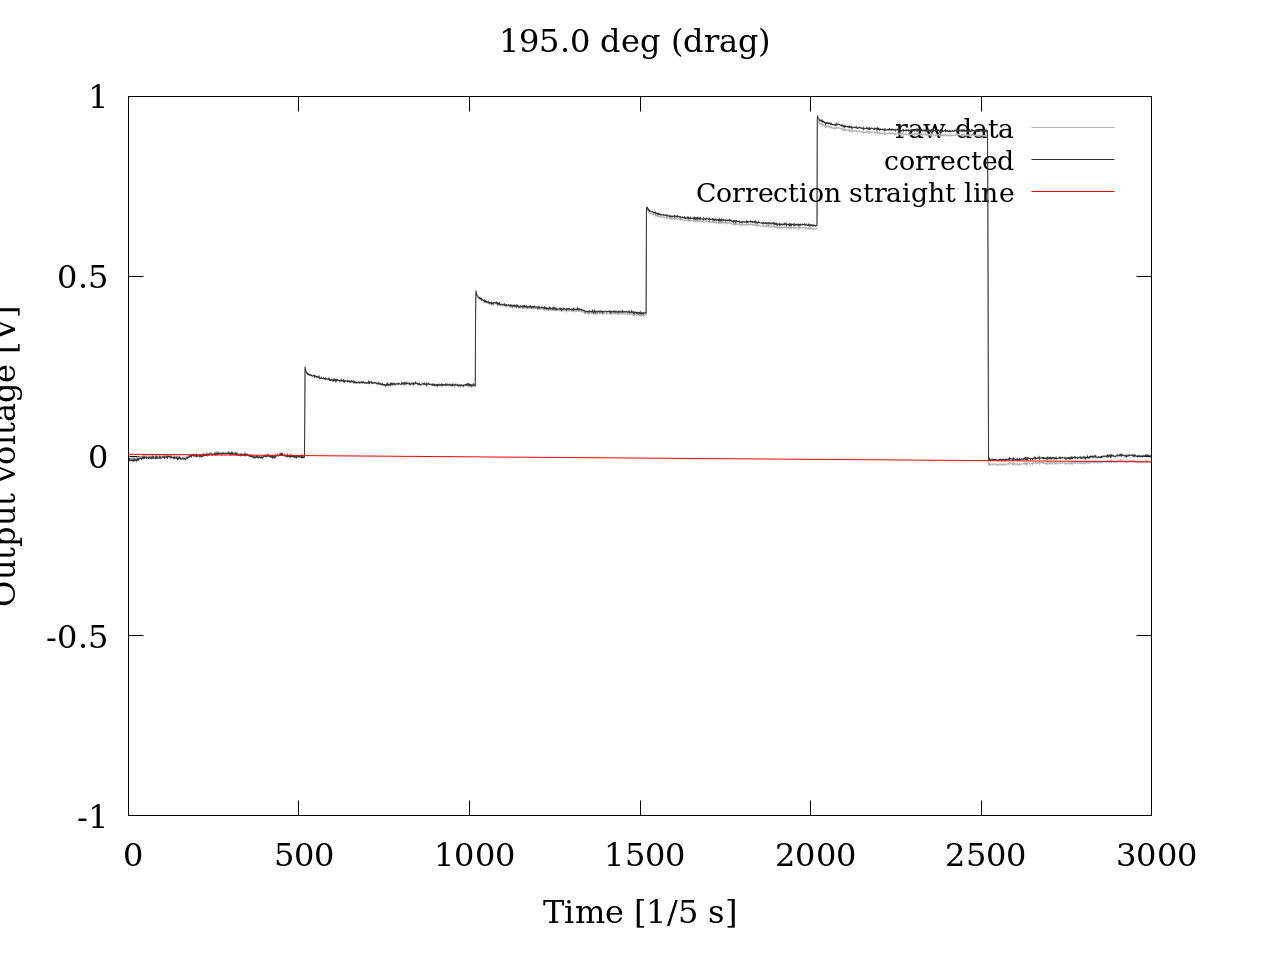 195.0 deg (drag)
1
0.5
0
-0.5
-1
Output voltage [V]
raw data
corrected
Correction straight line
0 500 1000 1500 2000 2500 3000
Time [1/5 s]